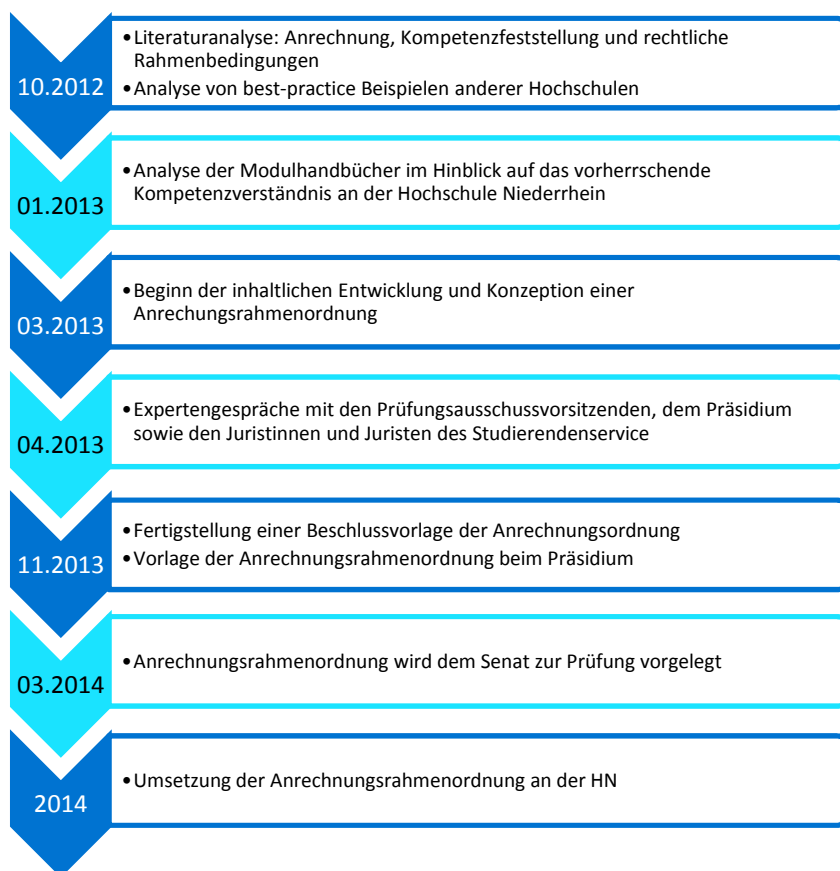 10.2012
•Literaturanalyse: Anrechnung, Kompetenzfeststellung und rechtliche
Rahmenbedingungen
•Analyse von best-practice Beispielen anderer Hochschulen
01.2013
•Analyse der Modulhandbücher im Hinblick auf das vorherrschende
Kompetenzverständnis an der Hochschule Niederrhein
03.2013
•Beginn der inhaltlichen Entwicklung und Konzeption einer
Anrechungsrahmenordnung
04.2013
•Expertengespräche mit den Prüfungsausschussvorsitzenden, dem Präsidium
sowie den Juristinnen und Juristen des Studierendenservice
11.2013
•Fertigstellung einer Beschlussvorlage der Anrechnungsordnung
•Vorlage der Anrechnungsrahmenordnung beim Präsidium
03.2014
•Anrechnungsrahmenordnung wird dem Senat zur Prüfung vorgelegt
2014
•Umsetzung der Anrechnungsrahmenordnung an der HN